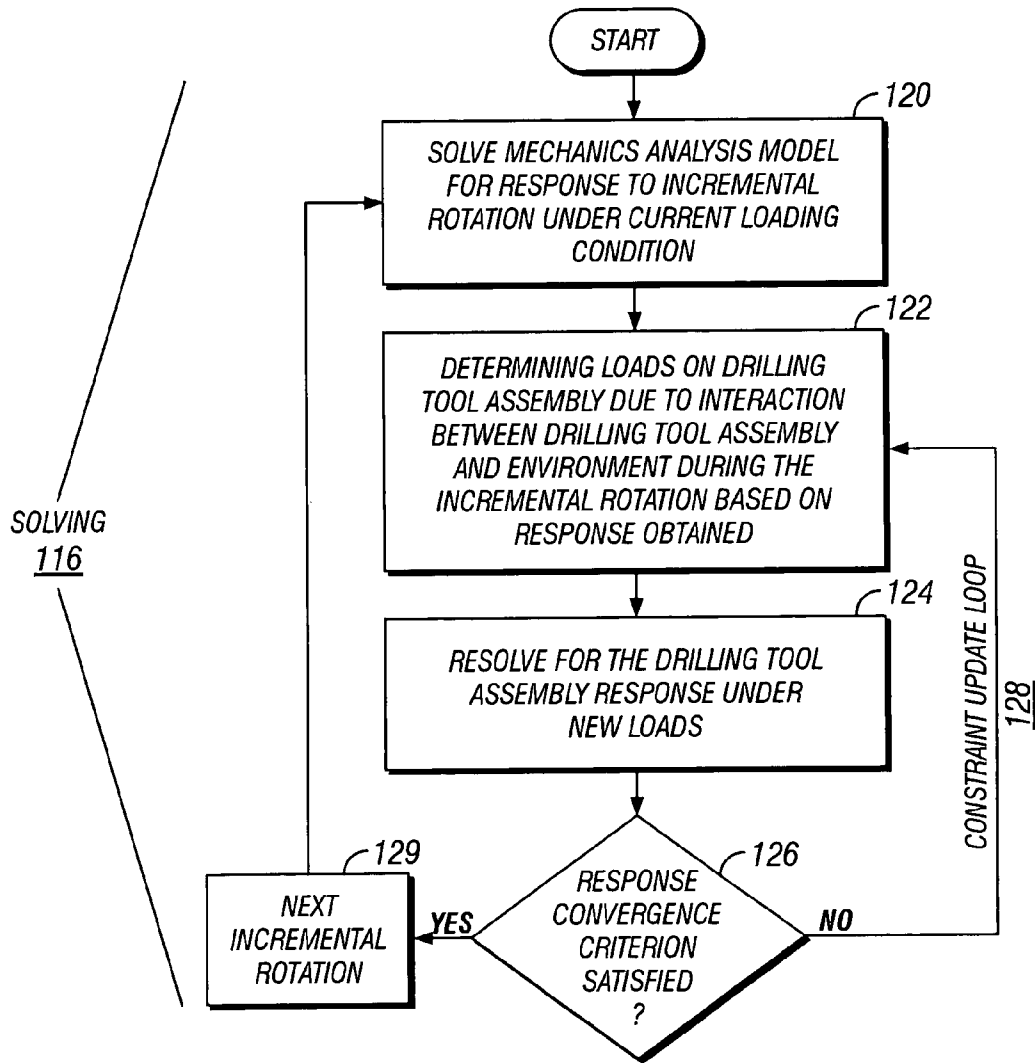 START
120
SOLVE MECHANICS ANALYSIS MODEL
FOR RESPONSE TO INCREMENTAL
ROTATION UNDER CURRENT LOADING
CONDITION
122
DETERMINING LOADS ON DRILLING
TOOL ASSEMBLY DUE TO INTERACTION
BETWEEN DRILLING TOOL ASSEMBLY
AND ENVIRONMENT DURING THE
INCREMENTAL ROTATION BASED ON
RESPONSE OBTAINED
SOLVING
116
124
RESOLVE FOR THE DRILLING TOOL
ASSEMBLY RESPONSE UNDER
NEW LOADS
CONSTRAINT UPDATE LOOP
128
126
RESPONSE
CONVERGENCE
CRITERION
SATISFIED
?
YES
NO
129
NEXT
INCREMENTAL
ROTATION